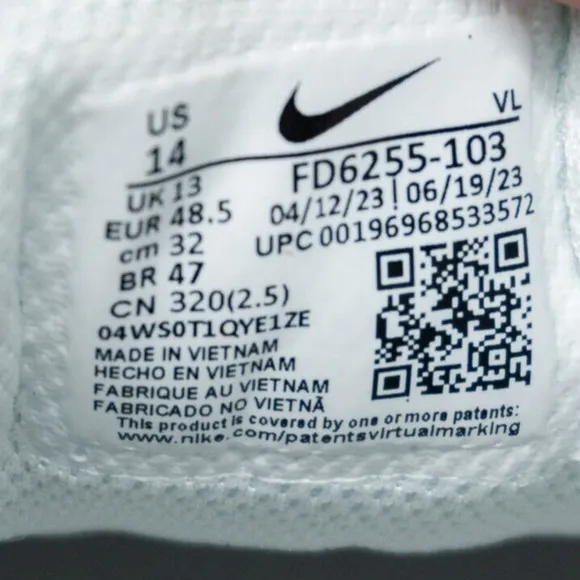 VL
US
14
FD6255-103
UK 13
04/12/23 | 06/19/23
EUR 48.5
UPC 00196968533572
cm 32
BR 47
CN 320(2.5)
04WS0T1QYE1ZE
MADE IN VIETNAM
HECHO EN VIETNAM
FABRIQUE AU VIETNAM
FABRICADO NO VIETNÃ
This product is covered by one or more patents:
www.nike.com/patentsvirtualmarking